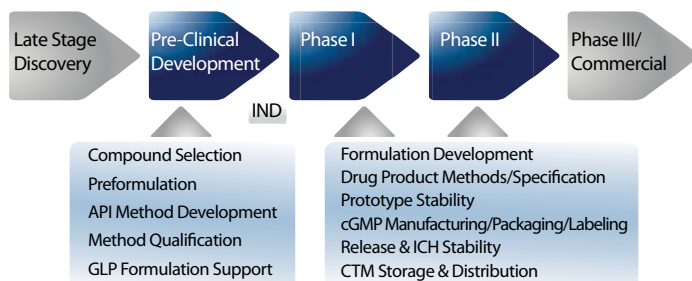 Late Stage
Discovery
Pre-Clinical
Development
Phase I
Phase II
Phase III/
Commercial
IND
Compound Selection
Preformulation
API Method Development
Method Qualification
GLP Formulation Support
Formulation Development
Drug Product Methods/Specification
Prototype Stability
cGMP Manufacturing/Packaging/Labeling
Release & ICH Stability
CTM Storage & Distribution